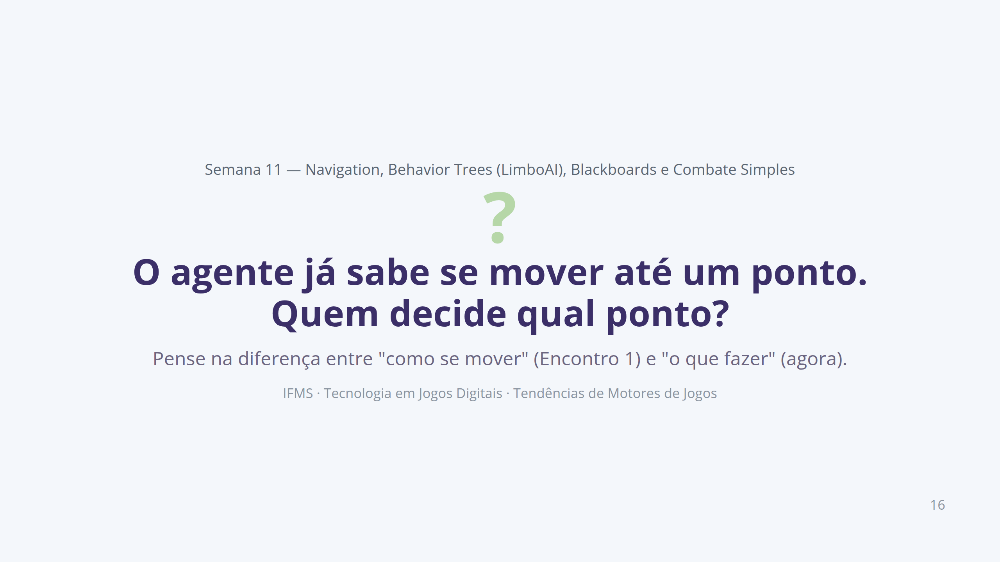 Semana 11 — Navigation, Behavior Trees (LimboAI), Blackboards e Combate Simples
?
O agente já sabe se mover até um ponto.
Quem decide qual ponto?
Pense na diferença entre "como se mover" (Encontro 1) e "o que fazer" (agora).
IFMS · Tecnologia em Jogos Digitais · Tendências de Motores de Jogos
16